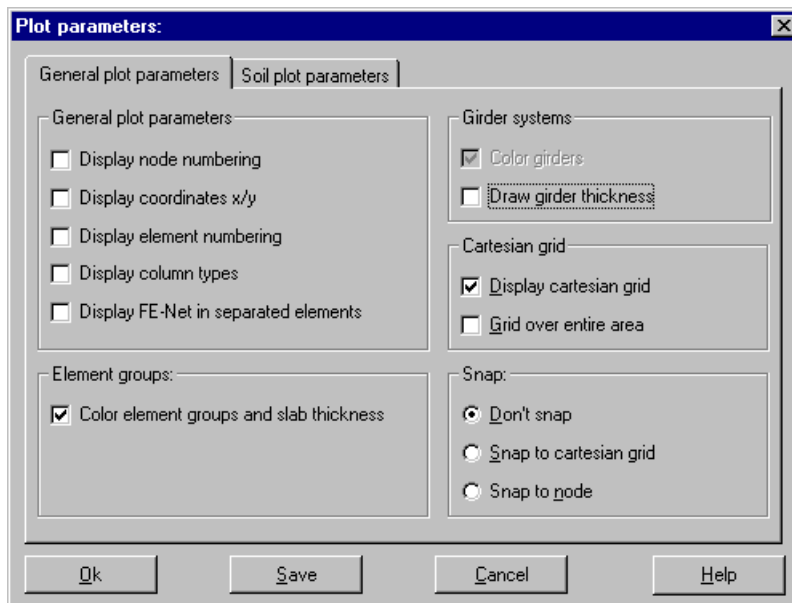 Plot parameters:
General plot parameters
Soil plot parameters
General plot parameters
Display node numbering
Display coordinates x/y
Display element numbering
Display column types
Display FE-Net in separated elements
Element groups:
Color element groups and slab thickness
Girder systems
Color girders
Draw girder thickness
Cartesian grid
Display cartesian grid
Grid over entire area
Snap:
Don't snap
Snap to cartesian grid
Snap to node
Ok
Save
Cancel
Help